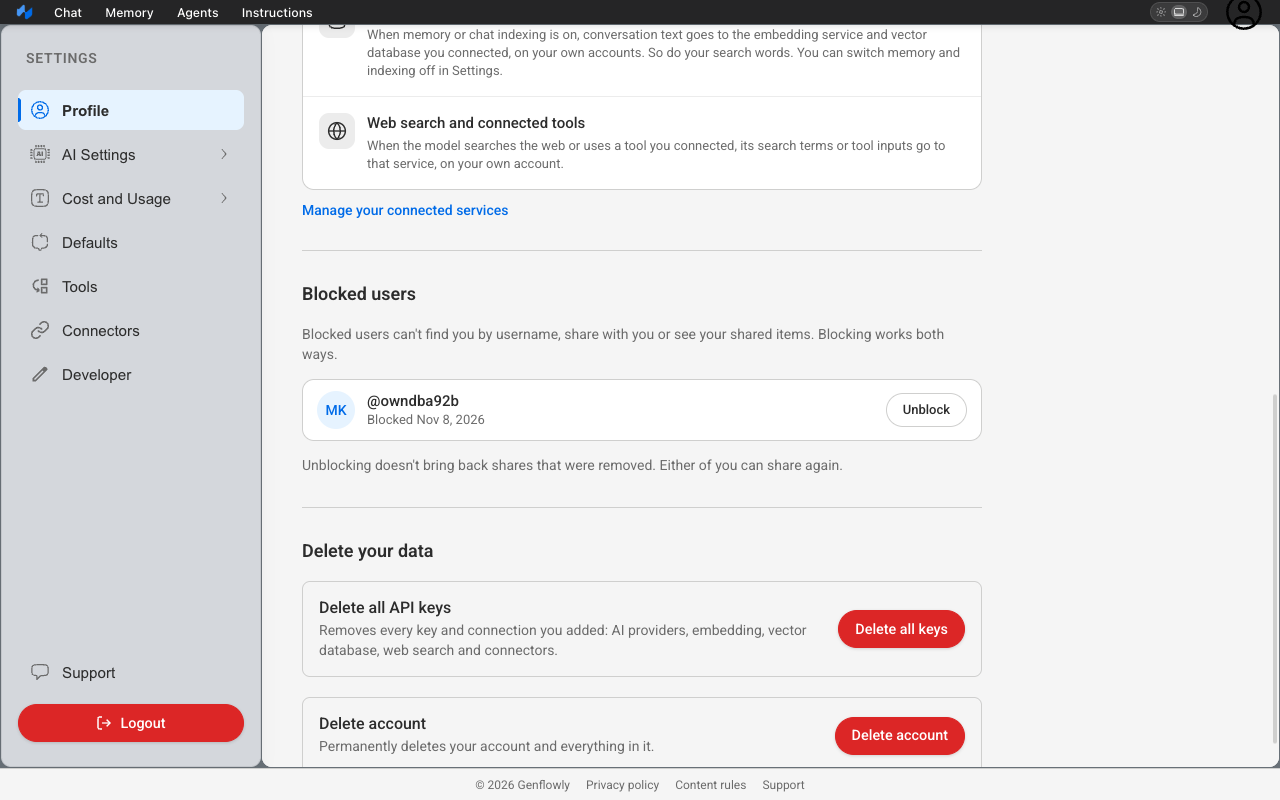 Chat Memory Agents Instructions
SETTINGS
Profile
AI Settings
Cost and Usage
Defaults
Tools
Connectors
Developer
Support
Logout
When memory or chat indexing is on, conversation text goes to the embedding service and vector
database you connected, on your own accounts. So do your search words. You can switch memory and
indexing off in Settings.
Web search and connected tools
When the model searches the web or uses a tool you connected, its search terms or tool inputs go to
that service, on your own account.
Manage your connected services
Blocked users
Blocked users can't find you by username, share with you or see your shared items. Blocking works both
ways.
MK
@owndba92b
Blocked Nov 8, 2026
Unblock
Unblocking doesn't bring back shares that were removed. Either of you can share again.
Delete your data
Delete all API keys
Removes every key and connection you added: AI providers, embedding, vector
database, web search and connectors.
Delete all keys
Delete account
Permanently deletes your account and everything in it.
Delete account
© 2026 Genflowly Privacy policy Content rules Support